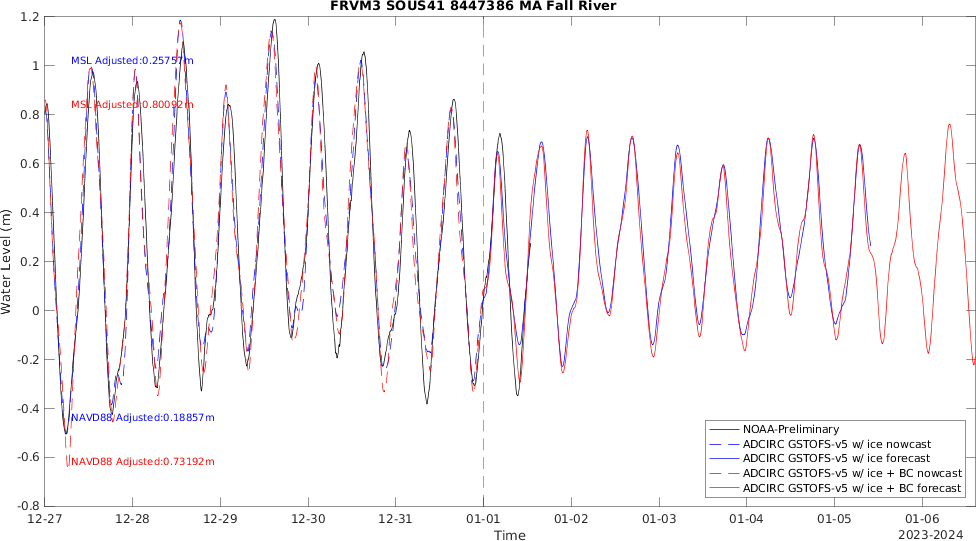 FRVM3 SOUS41 8447386 MA Fall River
1.2
1
0.8
0.6
0.4
0.2
0
-0.2
-0.4
-0.6
-0.8
Water Level (m)
MSL Adjusted:0.25757m
MSL Adjusted:0.80092m
NAVD88 Adjusted:0.18857m
NAVD88 Adjusted:0.73192m
NOAA-Preliminary
ADCIRC GSTOFS-v5 w/ ice nowcast
ADCIRC GSTOFS-v5 w/ ice forecast
ADCIRC GSTOFS-v5 w/ ice + BC nowcast
ADCIRC GSTOFS-v5 w/ ice + BC forecast
12-27 12-28 12-29 12-30 12-31 01-01 01-02 01-03 01-04 01-05 01-06
Time
2023-2024